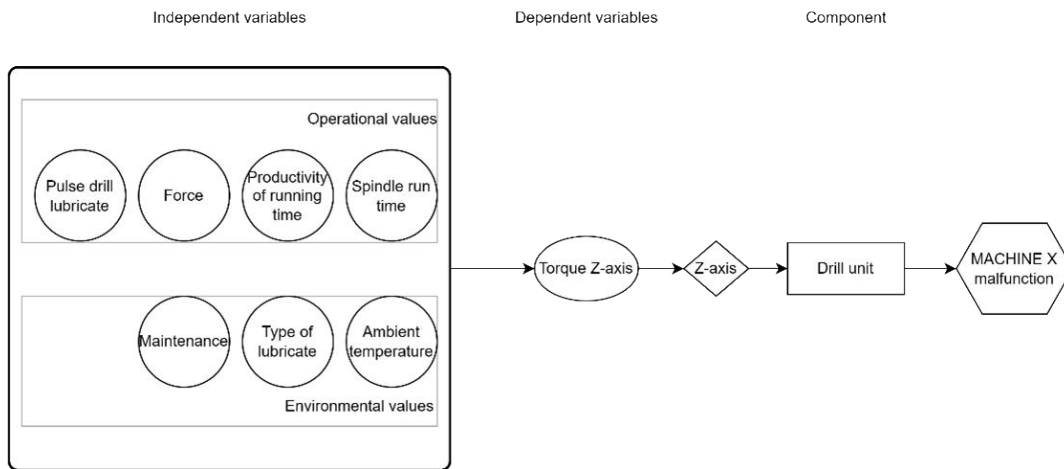 Independent variables
Dependent variables
Component
Operational values
Pulse drill
lubricate
Force
Productivity
of running
time
Spindle run
time
Torque Z-axis
Z-axis
Drill unit
MACHINE X
malfunction
Maintenance
Type of
lubricate
Ambient
temperature
Environmental values